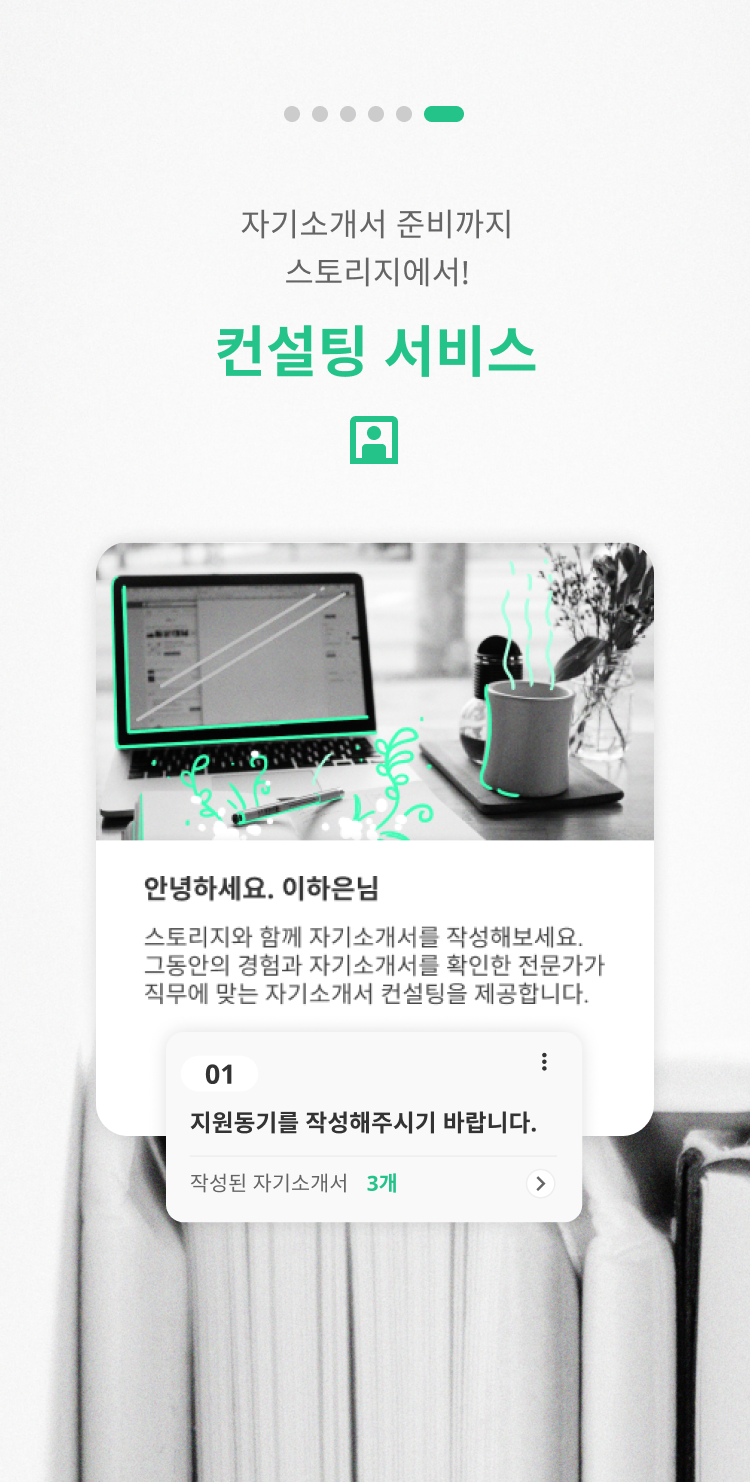 자기소개서 준비까지
스토리지에서!
컨설팅 서비스
안녕하세요. 이하은님
스토리지와 함께 자기소개서를 작성해보세요.
그동안의 경험과 자기소개서를 확인한 전문가가
직무에 맞는 자기소개서 컨설팅을 제공합니다.
01
지원동기를 작성해주시기 바랍니다.
작성된 자기소개서 3개